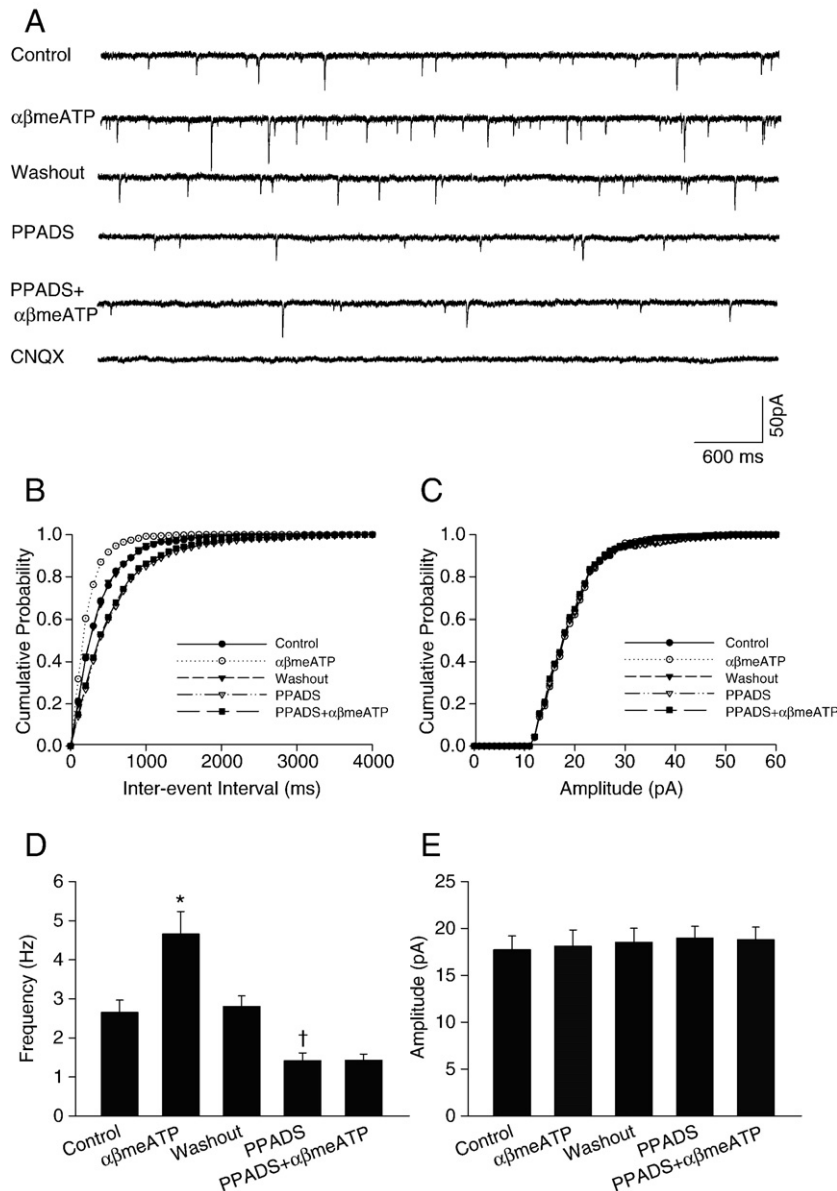 A
Control
αβmeATP
Washout
PPADS
PPADS+
αβmeATP
CNQX
50pA
600 ms
B
Cumulative Probability
1.0
0.8
0.6
0.4
0.2
0.0
0
1000
2000
3000
4000
Inter-event Interval (ms)
Control
αβmeATP
Washout
PPADS
PPADS+αβmeATP
C
Cumulative Probability
1.0
0.8
0.6
0.4
0.2
0.0
0
10
20
30
40
50
60
Amplitude (pA)
Control
αβmeATP
Washout
PPADS
PPADS+αβmeATP
D
Frequency (Hz)
6
5
4
3
2
1
0
*
†
Control
αβmeATP
Washout
PPADS
PPADS+αβmeATP
E
Amplitude (pA)
25
20
15
10
5
0
Control
αβmeATP
Washout
PPADS
PPADS+αβmeATP